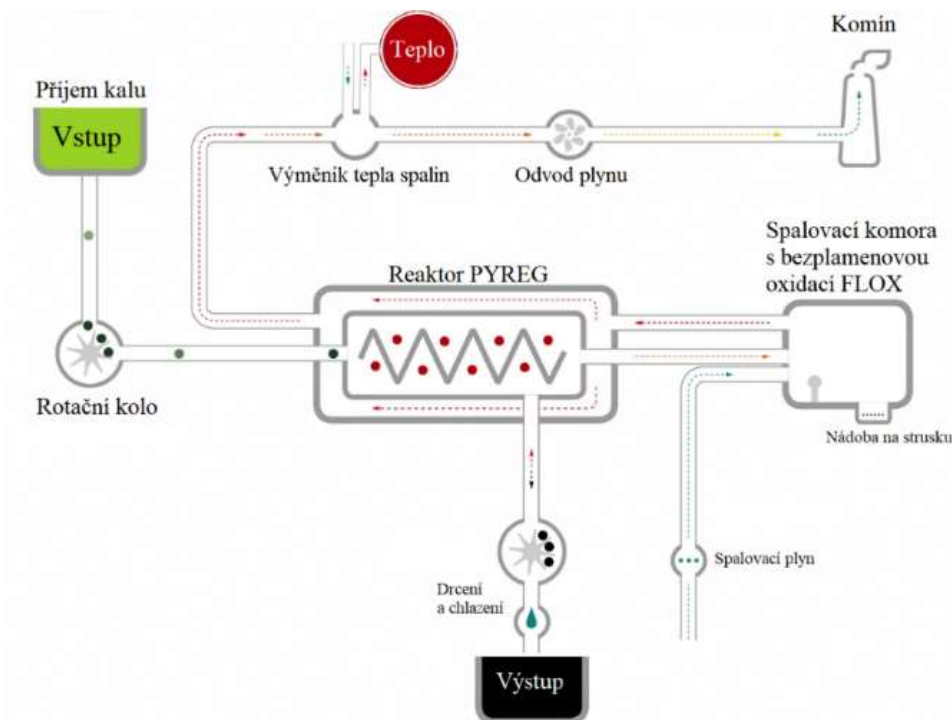 Teplo
Komín
Příjem kalu
Vstup
Výměnik tepla spalin
Odvod plynu
Spalovací komora
s bezplamenovou
oxidací FLOX
Reaktor PYREG
Rotační kolo
Nádoba na strusku
Spalovací plyn
Drcení
a chlazení
Výstup